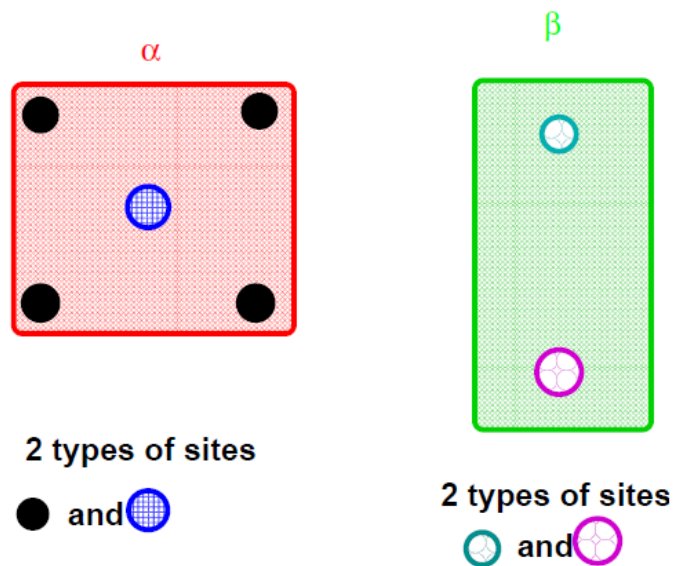 α
β
2 types of sites
and
2 types of sites
and